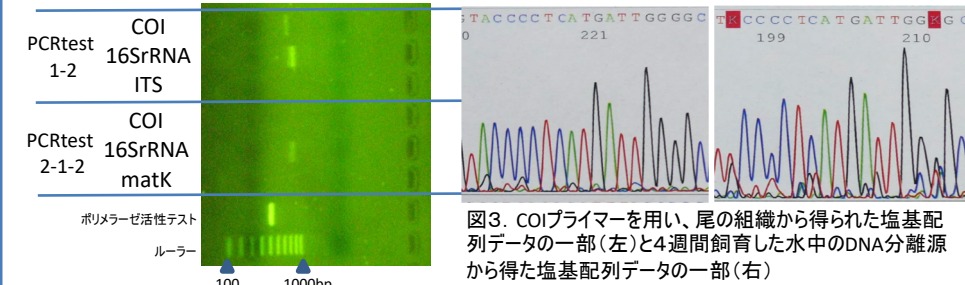 PCRtest
1-2
COI
16SrRNA
ITS
PCRtest
2-1-2
COI
16SrRNA
matK
ポリメラーゼ活性テスト
ルーラー
100 1000bp
GTACCCCTCATGATTGGGGC
0 221
TKCCCCTCATGATTGGKGC
199 210
図3. COIプライマーを用い、尾の組織から得られた塩基配
列データの一部(左)と4週間飼育した水中のDNA分離源
から得た塩基配列データの一部(右)